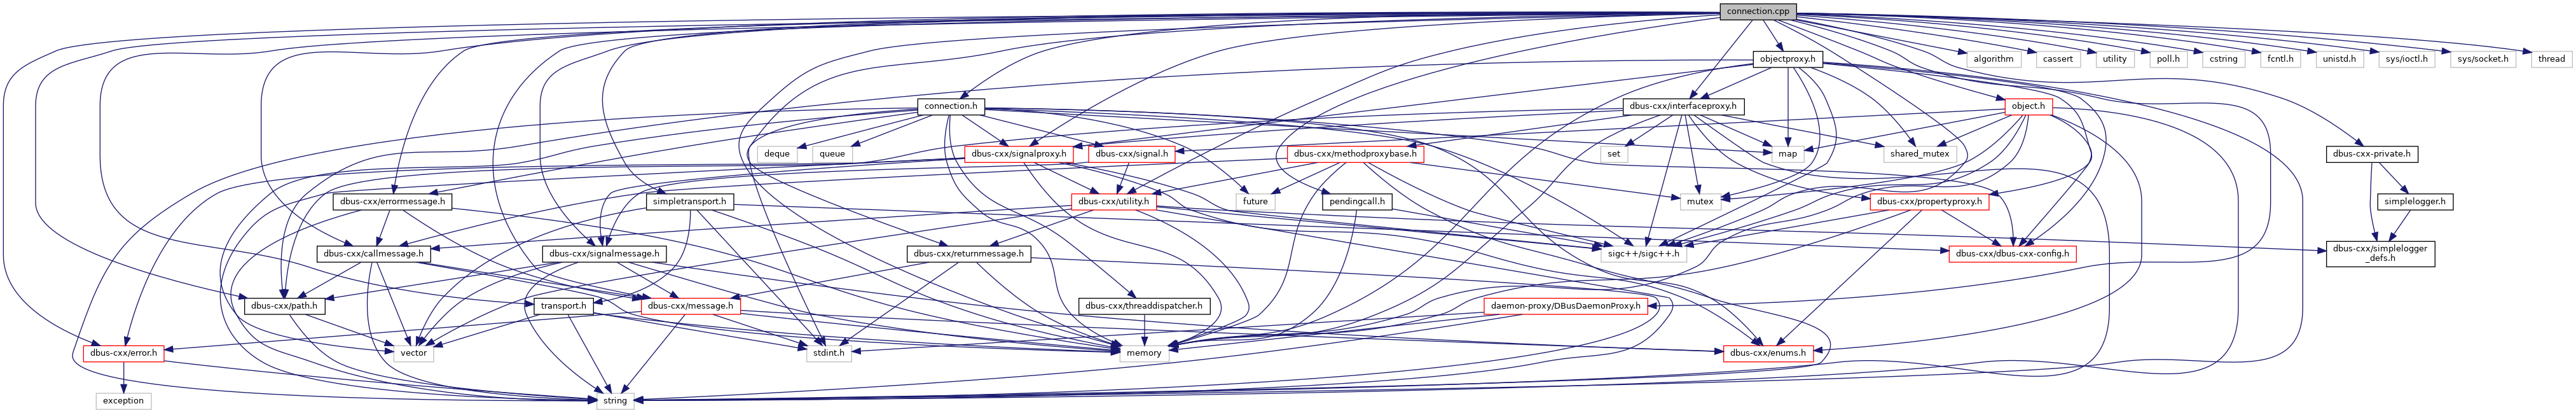 connection.cpp
objectproxy.h
algorithm
cassert
utility
poll.h
cstring
fcntl.h
unistd.h
sys/ioctl.h
sys/socket.h
thread
connection.h
dbus-cxx/interfaceproxy.h
object.h
deque
queue
dbus-cxx/signalproxy.h
dbus-cxx/signal.h
dbus-cxx/methodproxybase.h
set
map
shared_mutex
dbus-cxx-private.h
dbus-cxx/errormessage.h
simpletransport.h
dbus-cxx/utility.h
future
pendingcall.h
mutex
dbus-cxx/propertyproxy.h
simplelogger.h
dbus-cxx/callmessage.h
dbus-cxx/signalmessage.h
dbus-cxx/returnmessage.h
sigc++/sigc++.h
dbus-cxx/dbus-cxx-config.h
dbus-cxx/simplelogger
_defs.h
dbus-cxx/path.h
transport.h
dbus-cxx/message.h
dbus-cxx/threaddispatcher.h
daemon-proxy/DBusDaemonProxy.h
dbus-cxx/error.h
vector
stdint.h
memory
dbus-cxx/enums.h
exception
string